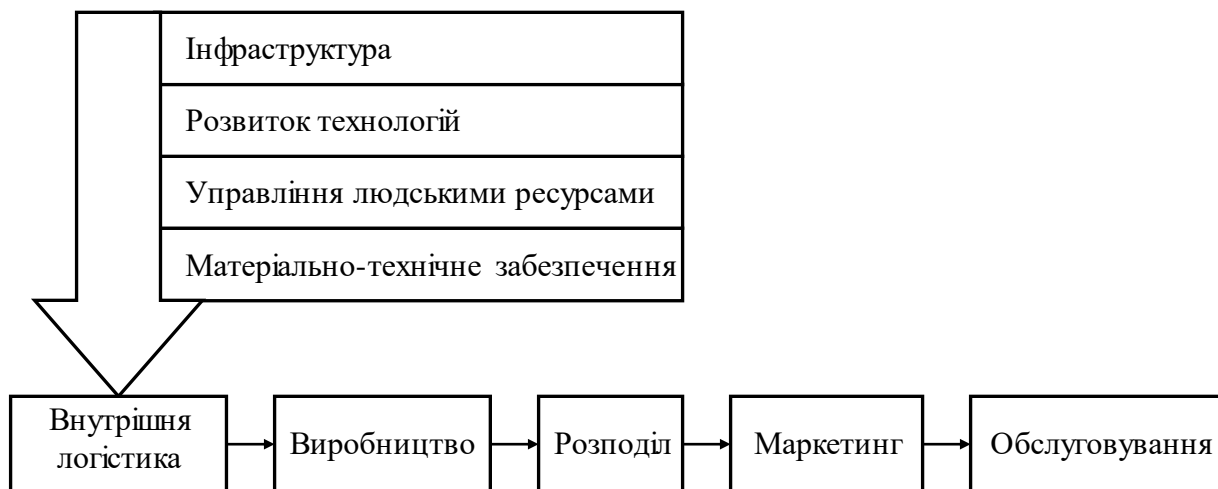 Інфраструктура
Розвиток технологій
Управління людськими ресурсами
Матеріально-технічне забезпечення
Внутрішня
логістика
Виробництво
Розподіл
Маркетинг
Обслуговування